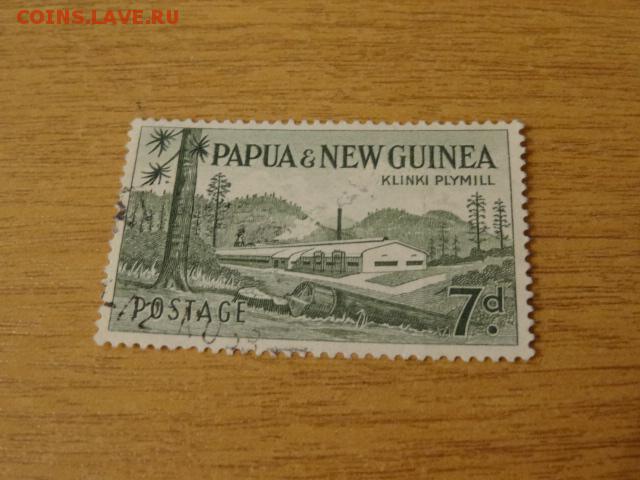 COINS.LAVE.RU
PAPUA & NEW GUINEA
KLINKI PLYMILL
POSTAGE
7d.